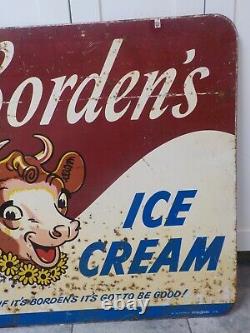 Borden's
ICE
CREAM
IF IT'S BORDEN'S IT'S GOT TO BE GOOD!